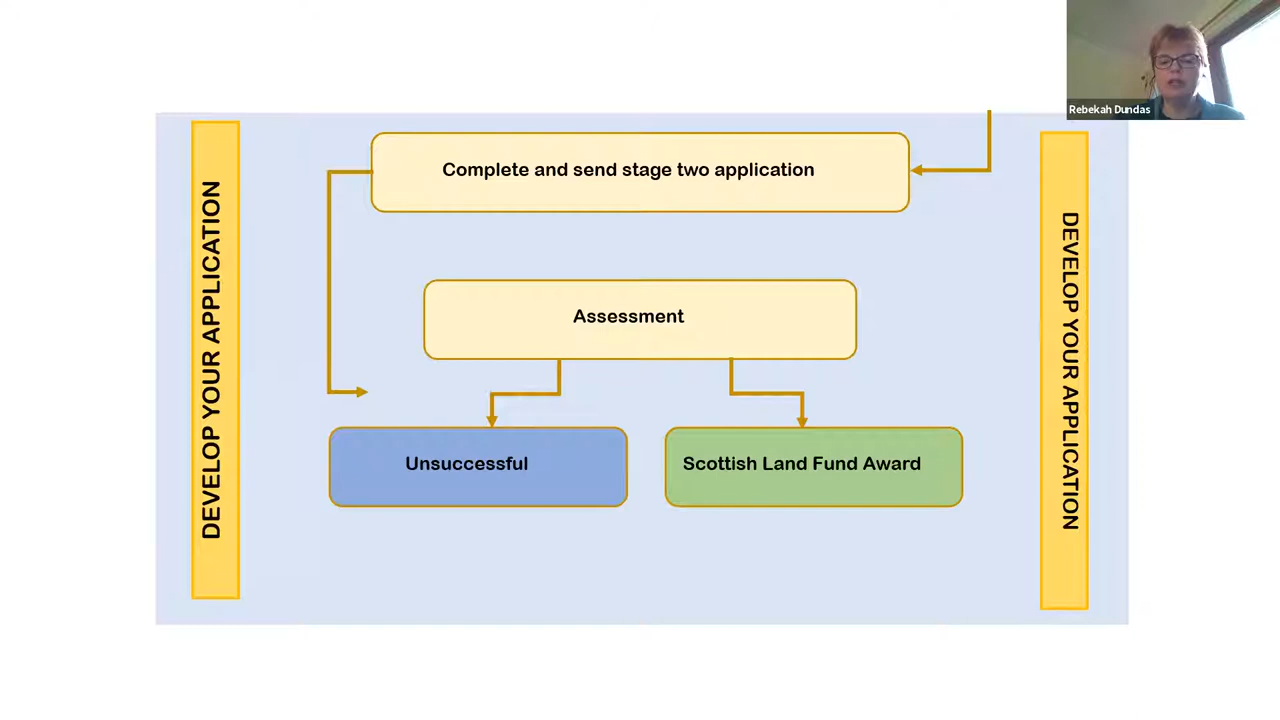 Rebekah Dundas
DEVELOP YOUR APPLICATION
Complete and send stage two application
Assessment
Unsuccessful
Scottish Land Fund Award
DEVELOP YOUR APPLICATION